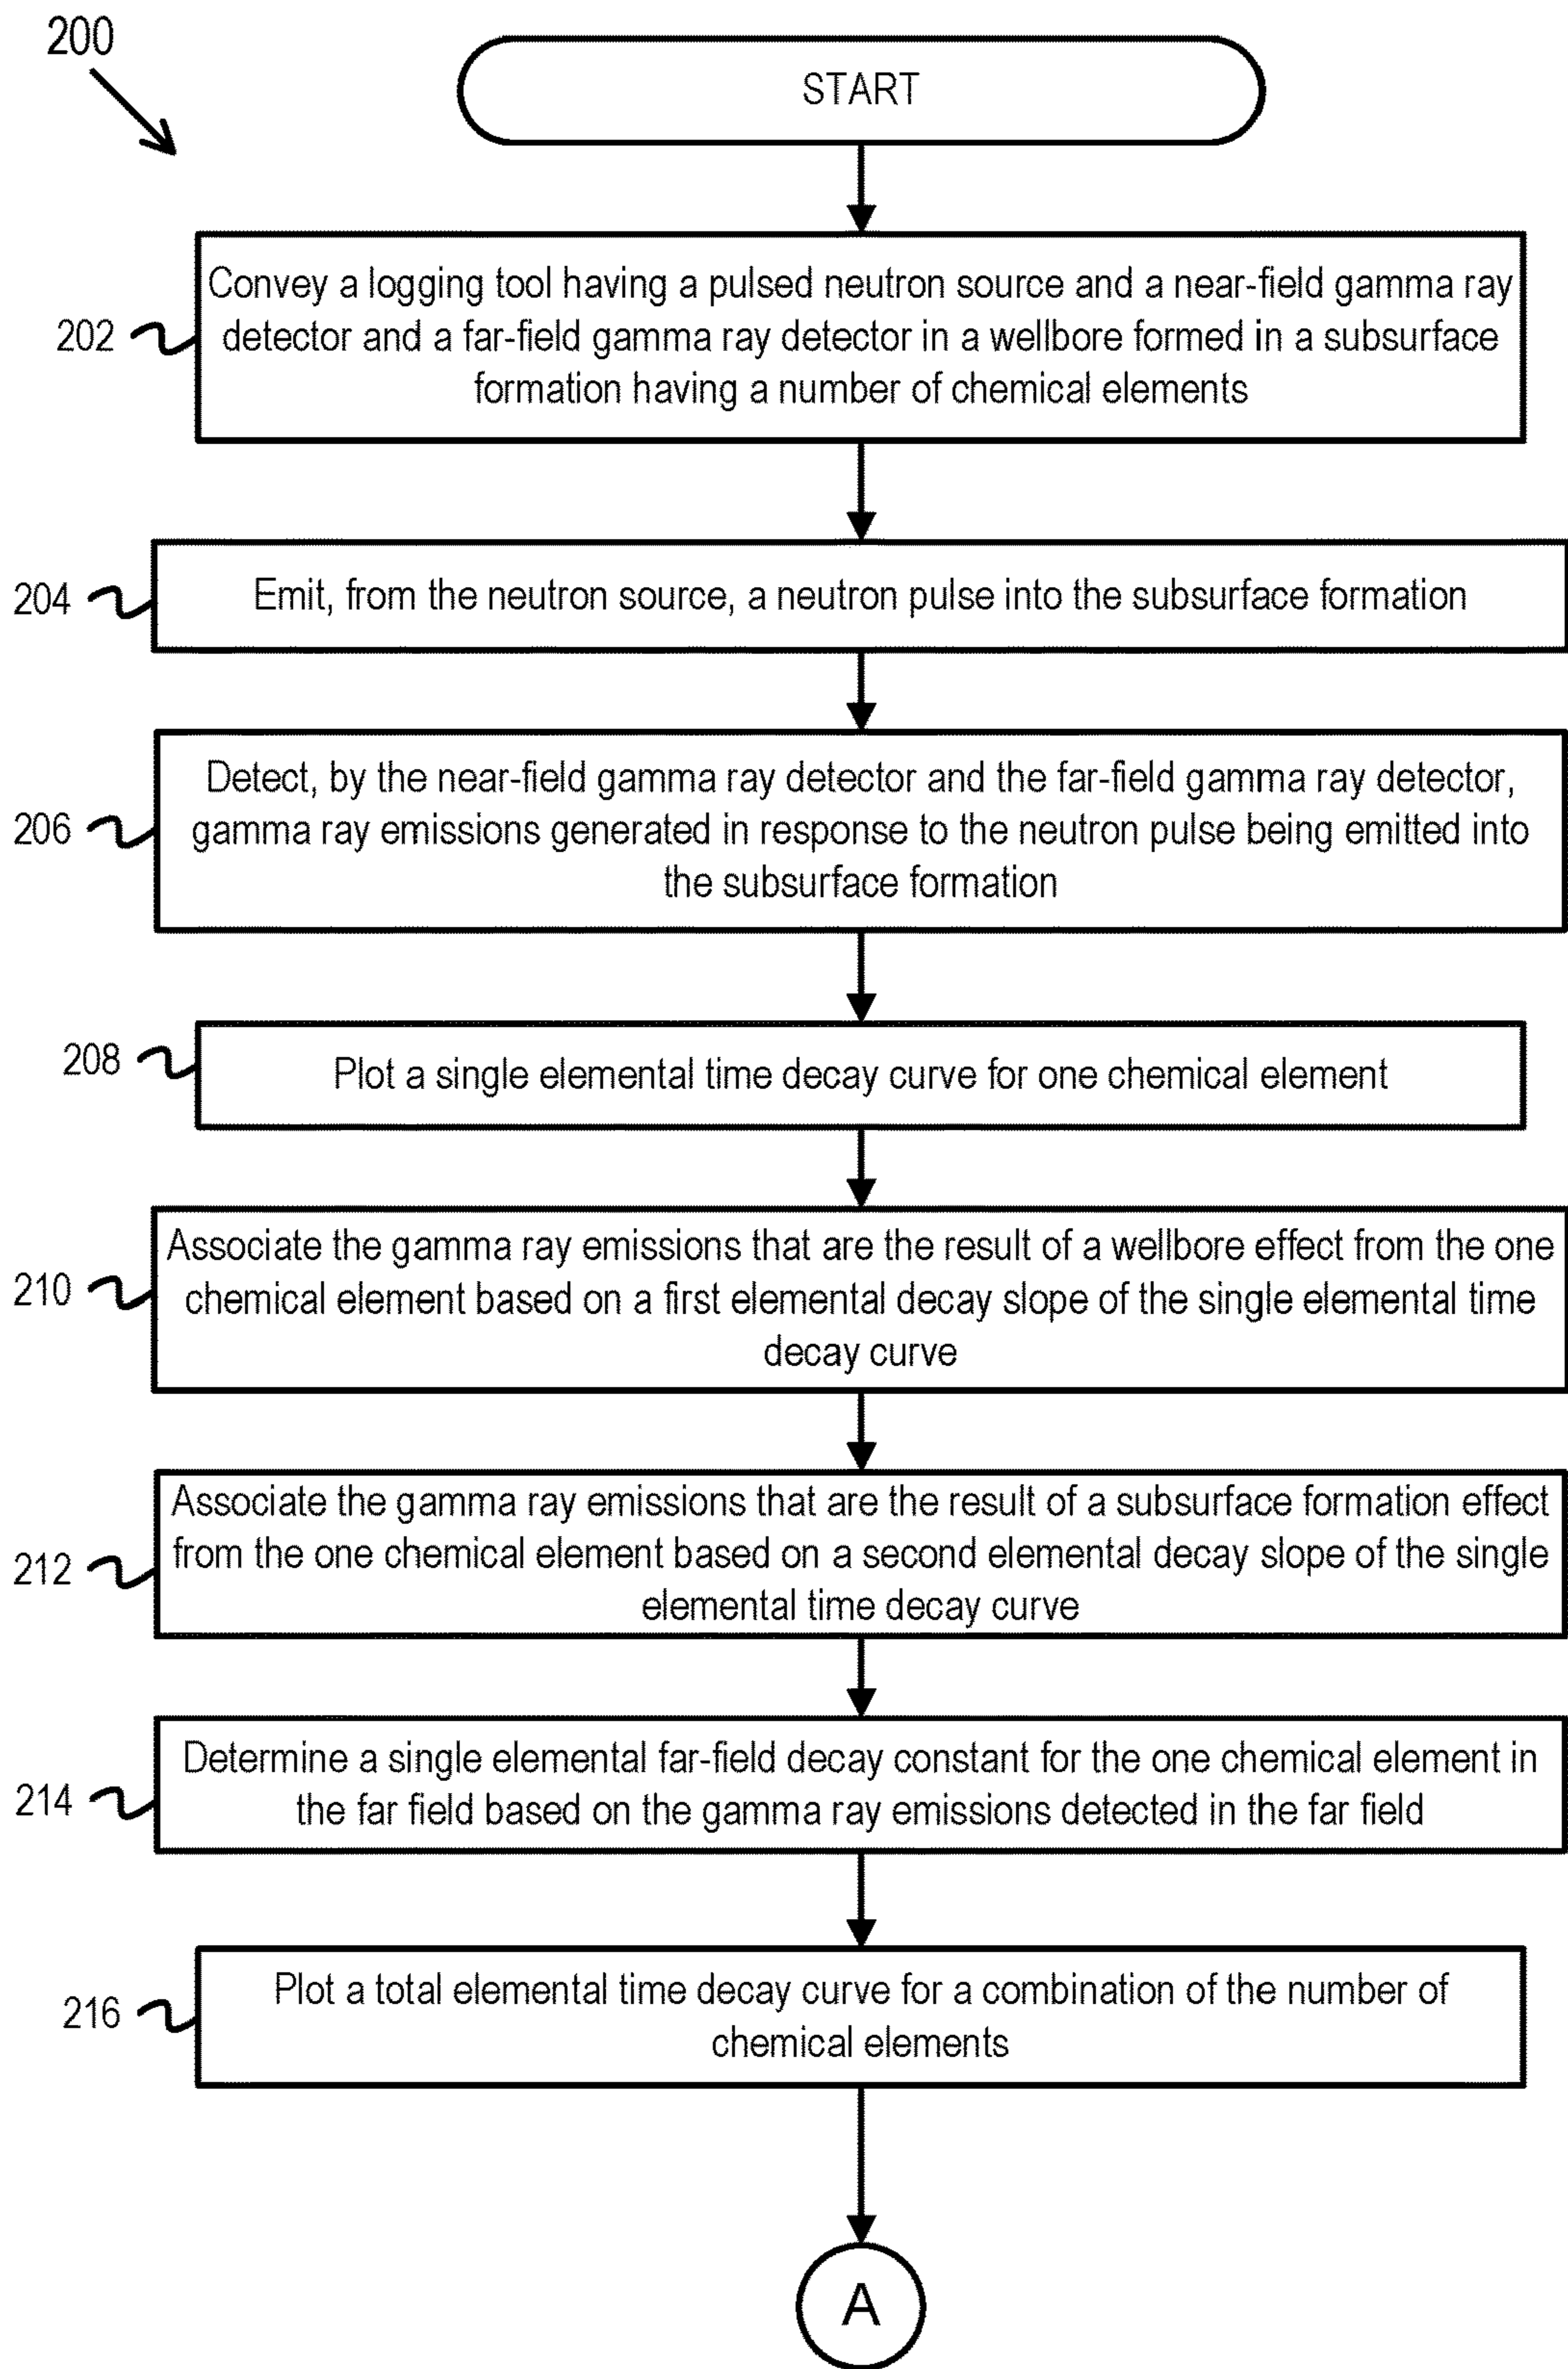 200
START
Convey a logging tool having a pulsed neutron source and a near-field gamma ray
202
detector and a far-field gamma ray detector in a wellbore formed in a subsurface
formation having a number of chemical elements
204
Emit, from the neutron source, a neutron pulse into the subsurface formation
Detect, by the near-field gamma ray detector and the far-field gamma ray detector,
206
gamma ray emissions generated in response to the neutron pulse being emitted into
the subsurface formation
208
Plot a single elemental time decay curve for one chemical element
Associate the gamma ray emissions that are the result of a wellbore effect from the one
210
chemical element based on a first elemental decay slope of the single elemental time
decay curve
Associate the gamma ray emissions that are the result of a subsurface formation effect
212
from the one chemical element based on a second elemental decay slope of the single
elemental time decay curve
Determine a single elemental far-field decay constant for the one chemical element in
214
the far field based on the gamma ray emissions detected in the far field
Plot a total elemental time decay curve for a combination of the number of
216
chemical elements
A